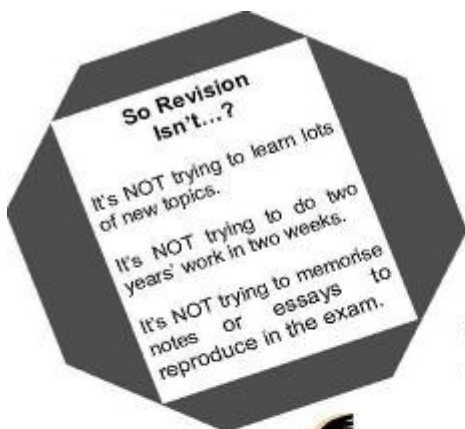 So Revision
Isn't...?
It's NOT trying to learn lots
of new topics.
It's NOT trying to do two
years' work in two weeks.
It's NOT trying to memorise
notes or essays to
reproduce in the exam.